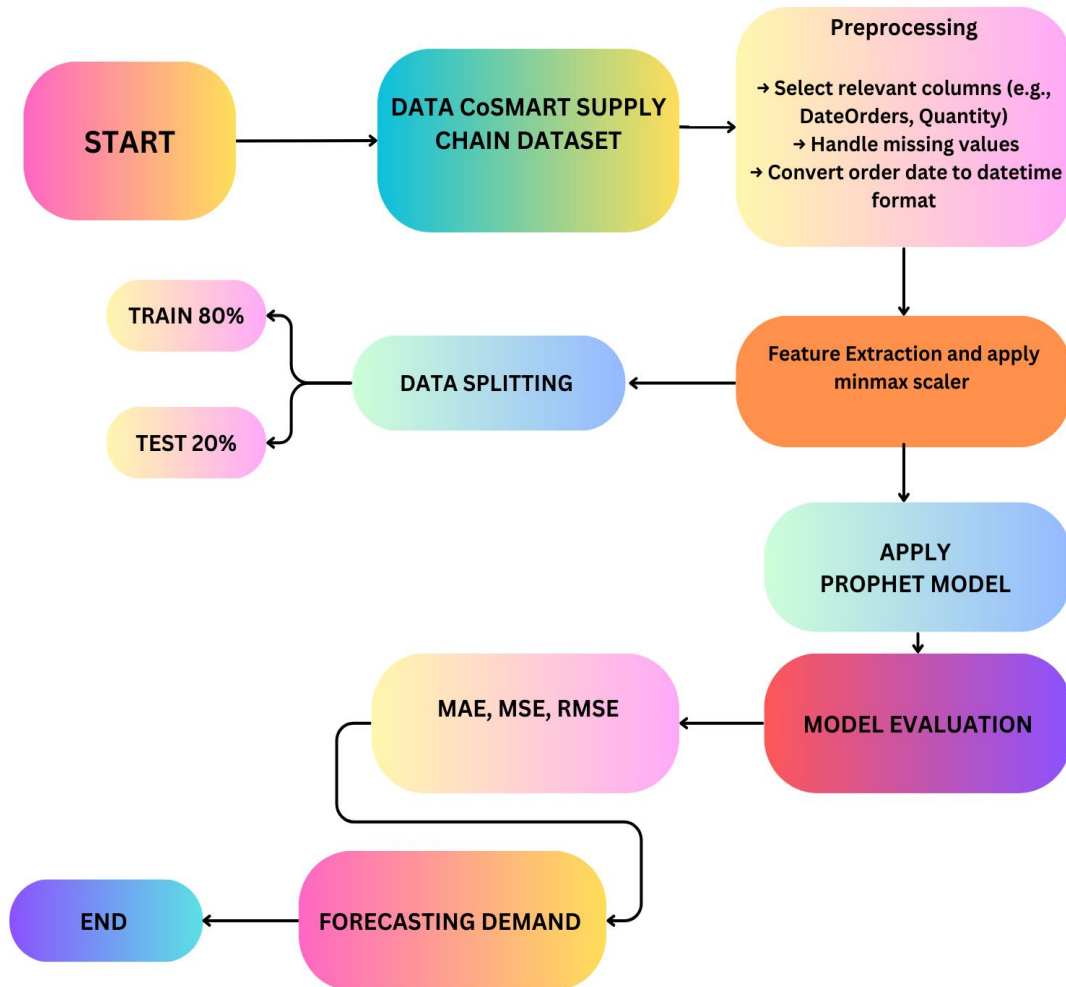 START
DATA CoSMART SUPPLY
CHAIN DATASET
Preprocessing
→ Select relevant columns (e.g.,
DateOrders, Quantity)
→ Handle missing values
→ Convert order date to datetime
format
TRAIN 80%
TEST 20%
DATA SPLITTING
Feature Extraction and apply
minmax scaler
APPLY
PROPHET MODEL
MAE, MSE, RMSE
MODEL EVALUATION
END
FORECASTING DEMAND